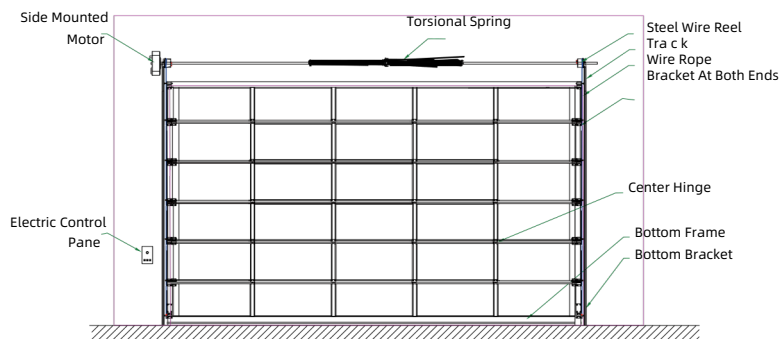 Side Mounted
Motor
Torsional Spring
Steel Wire Reel
Tra c k
Wire Rope
Bracket At Both Ends
Center Hinge
Electric Control
Pane
Bottom Frame
Bottom Bracket